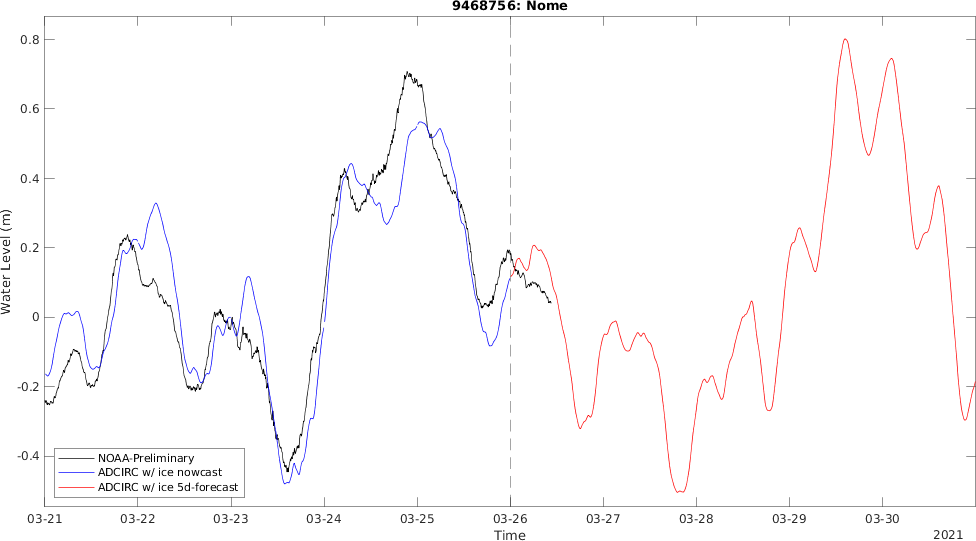 9468756: Nome
Water Level (m)
0.8
0.6
0.4
0.2
0
-0.2
-0.4
NOAA-Preliminary
ADCIRC w/ ice nowcast
ADCIRC w/ ice 5d-forecast
03-21 03-22 03-23 03-24 03-25 03-26 03-27 03-28 03-29 03-30
Time
2021